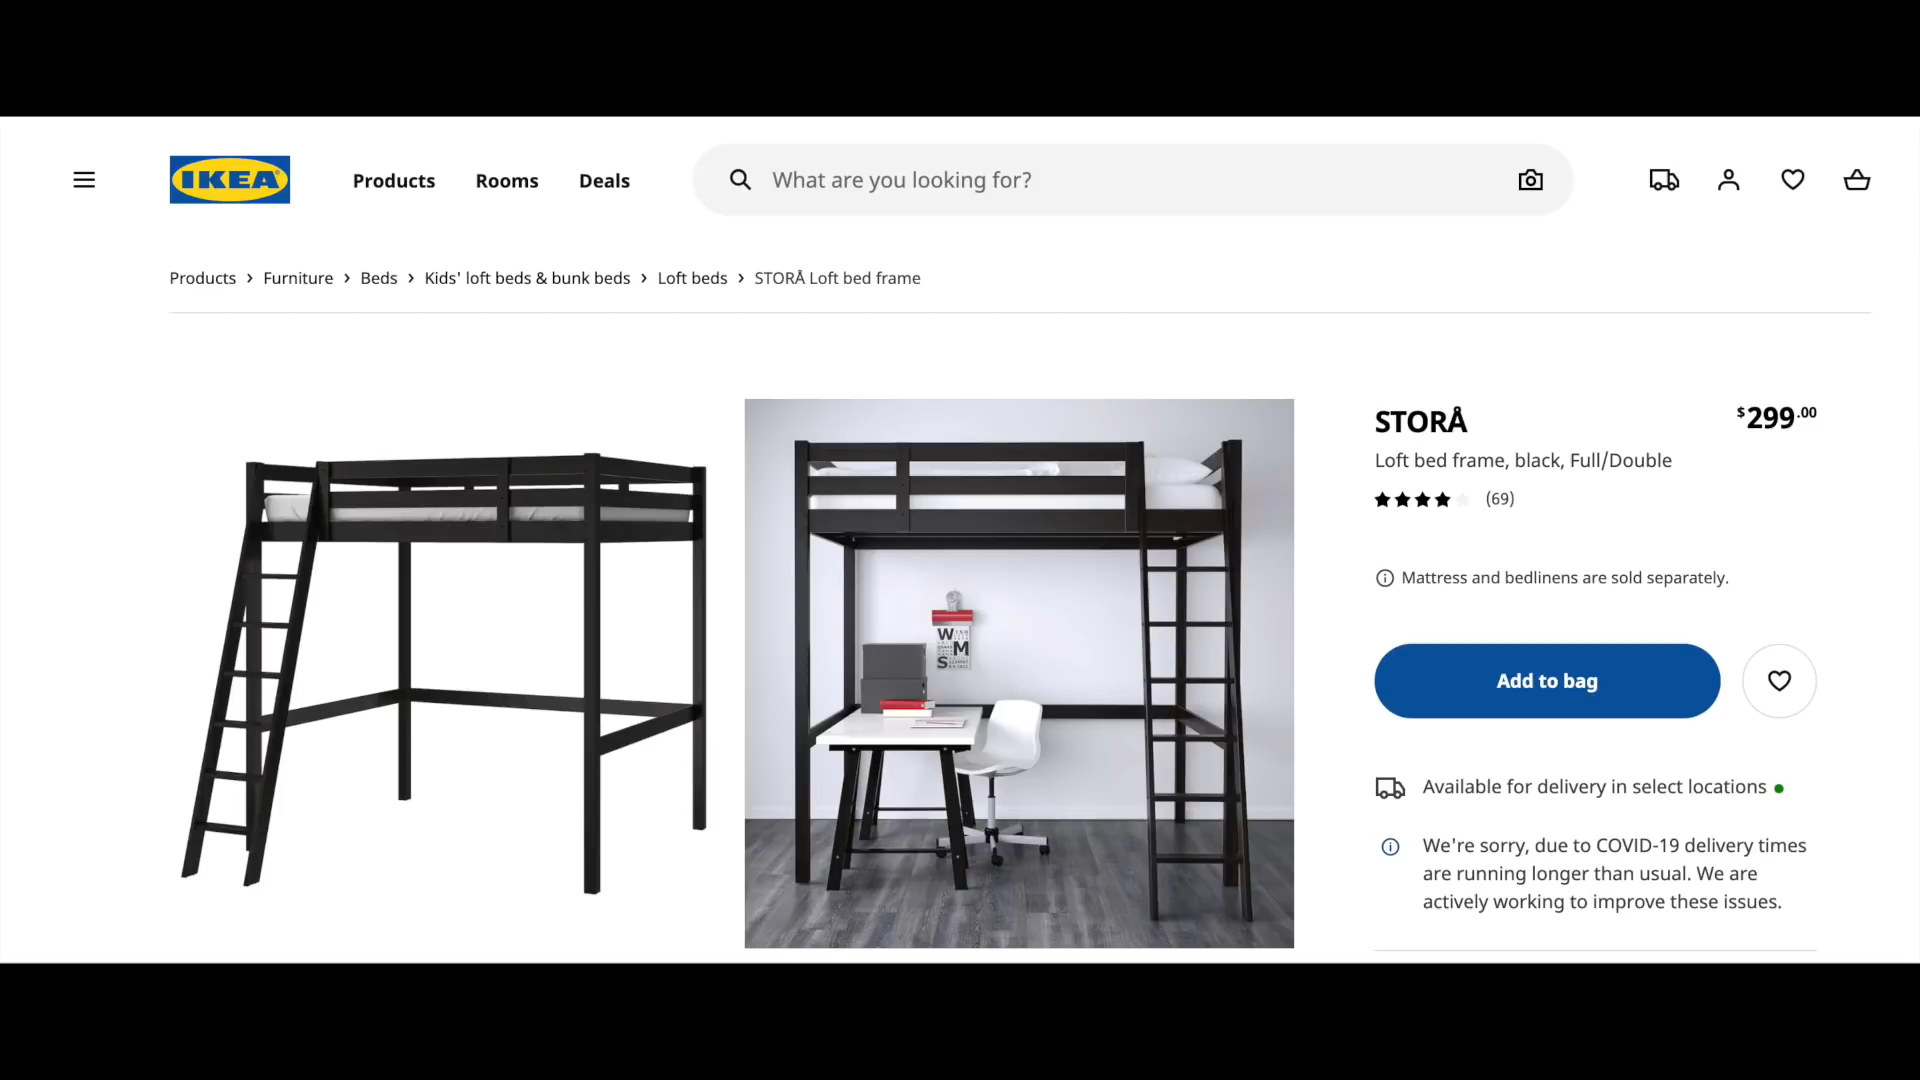 IKEA
Products Rooms Deals
What are you looking for?
Products > Furniture > Beds > Kids' loft beds & bunk beds > Loft beds > STORÅ Loft bed frame
STORÅ
$299.00
Loft bed frame, black, Full/Double
(69)
Mattress and bedlinens are sold separately.
Add to bag
Available for delivery in select locations
We're sorry, due to COVID-19 delivery times
are running longer than usual. We are
actively working to improve these issues.
W
M
S